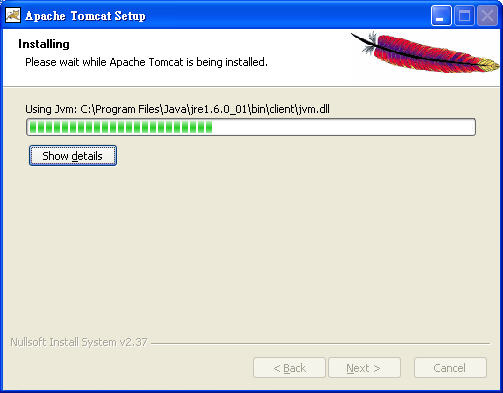 Apache Tomcat Setup
Installing
Please wait while Apache Tomcat is being installed.
Using Jvm: C:\Program Files\Java\jre1.6.0_01\bin\client\jvm.dll
Show details
Nullsoft Install System v2.37
< Back
Next >
Cancel